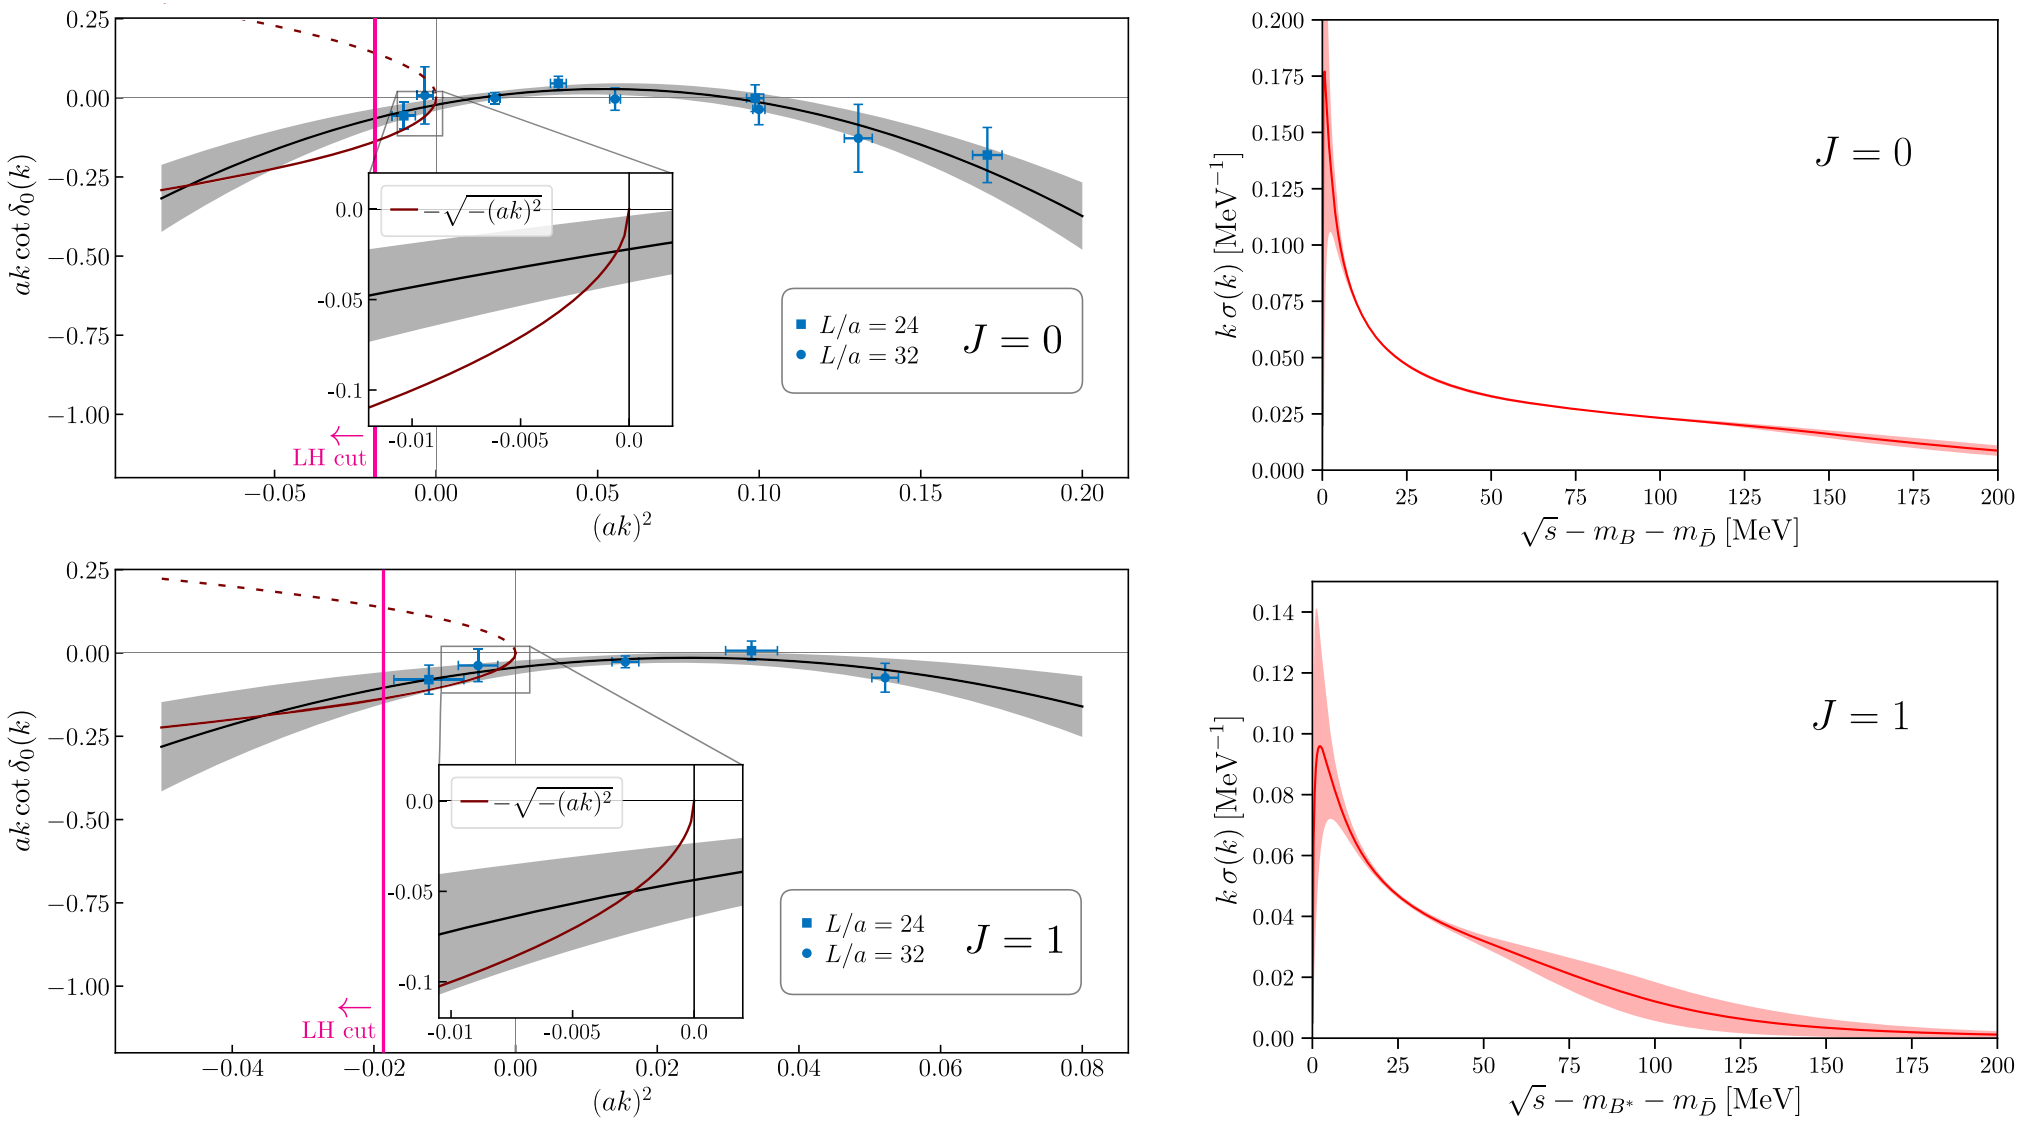 0.25
0.00
−0.25
−0.50
−0.75
−1.00
ak cot δ₀(k)
−√−(ak)²
0.0
-0.05
-0.1
-0.01 -0.005 0.0
LH cut
L/a = 24
L/a = 32
J = 0
−0.05 0.00 0.05 0.10 0.15 0.20
(ak)²
0.200
0.175
0.150
0.125
0.100
0.075
0.050
0.025
0.000
k σ(k) [MeV⁻¹]
J = 0
0 25 50 75 100 125 150 175 200
√s − m_B − m_D̄ [MeV]
0.25
0.00
−0.25
−0.50
−0.75
−1.00
ak cot δ₀(k)
−√−(ak)²
0.0
-0.05
-0.1
-0.01 -0.005 0.0
LH cut
L/a = 24
L/a = 32
J = 1
−0.04 −0.02 0.00 0.02 0.04 0.06 0.08
(ak)²
0.14
0.12
0.10
0.08
0.06
0.04
0.02
0.00
k σ(k) [MeV⁻¹]
J = 1
0 25 50 75 100 125 150 175 200
√s − m_B* − m_D̄ [MeV]